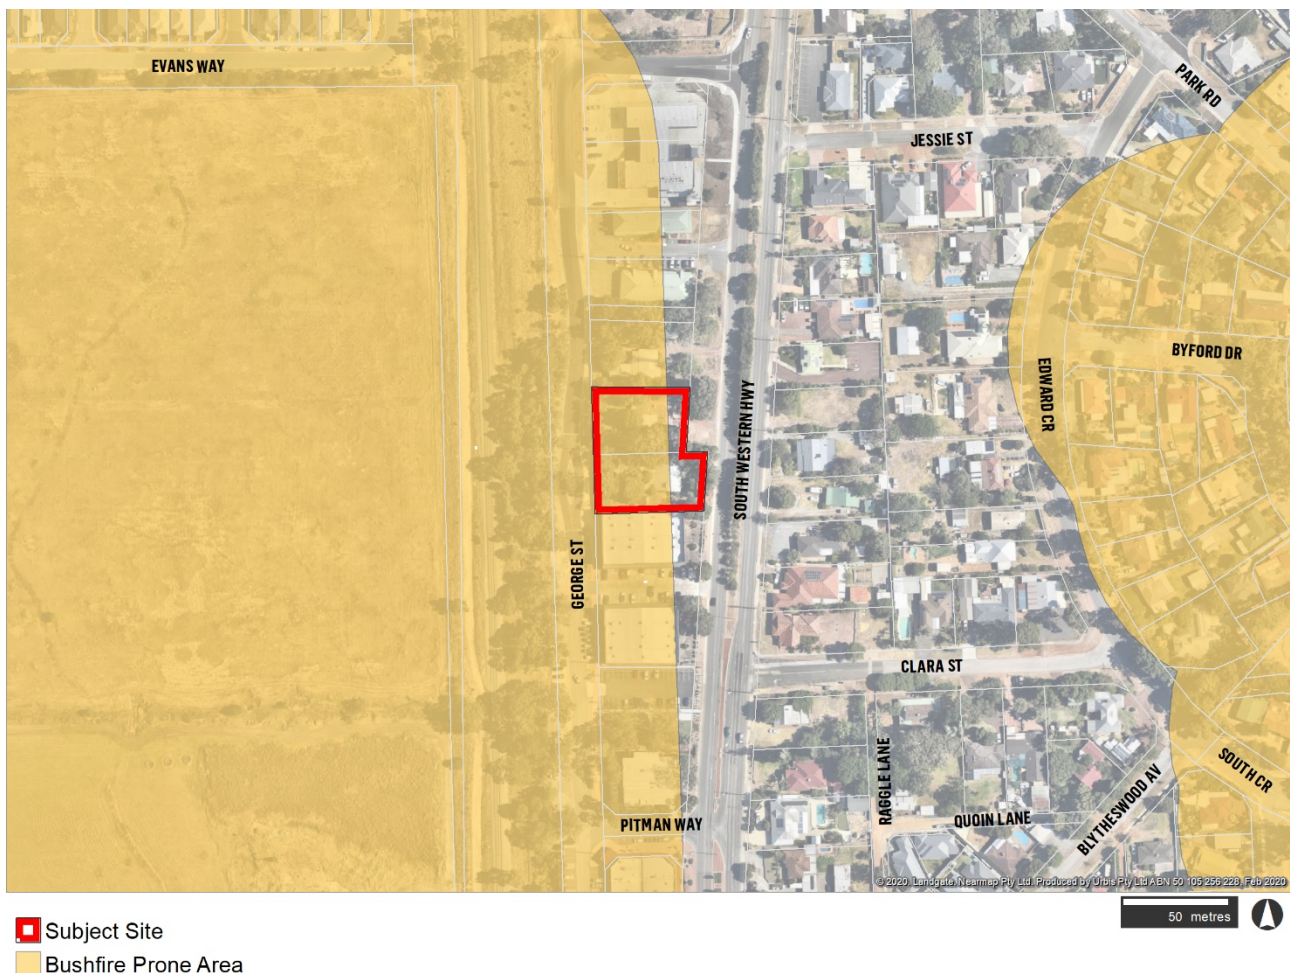 EVANS WAY
PARK RD
JESSIE ST
BYFORD DR
EDWARD CR
SOUTH WESTERN HWY
GEORGE ST
CLARA ST
RAGGLE LANE
SOUTH CR
BLYTHESWOOD AV
QUOIN LANE
PITMAN WAY
© 2020. Landgate, Nearmap Pty Ltd. Produced by Urbis Pty Ltd ABN 50 105 256 228, Feb 2020
50 metres
Subject Site
Bushfire Prone Area